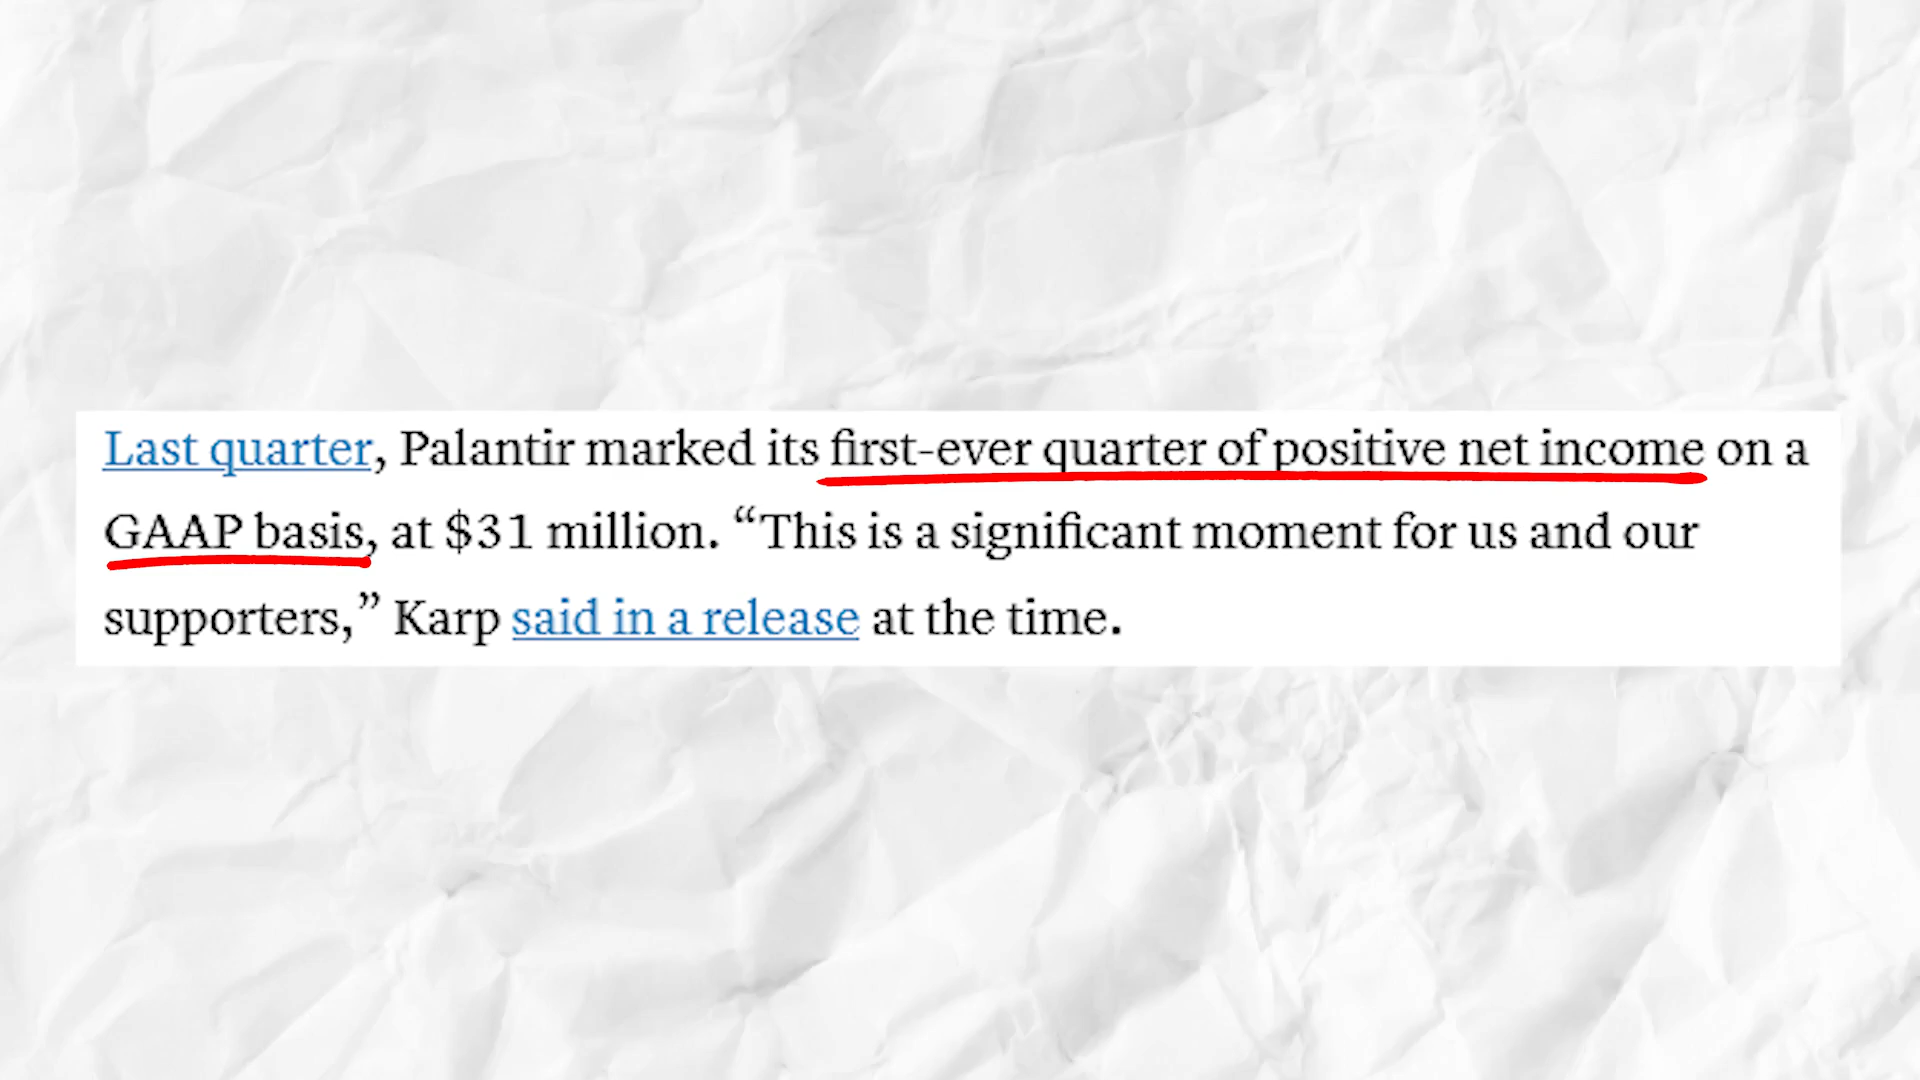 Last quarter, Palantir marked its first-ever quarter of positive net income on a
GAAP basis, at $31 million. “This is a significant moment for us and our
supporters,” Karp said in a release at the time.